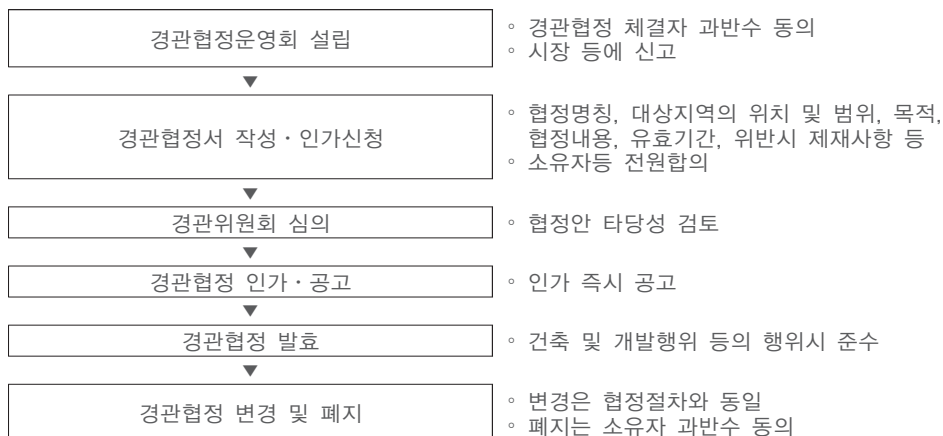 경관협정운영회 설립
◦ 경관협정 체결자 과반수 동의
◦ 시장 등에 신고
▼
경관협정서 작성·인가신청
◦ 협정명칭, 대상지역의 위치 및 범위, 목적,
협정내용, 유효기간, 위반시 제재사항 등
◦ 소유자등 전원합의
▼
경관위원회 심의
◦ 협정안 타당성 검토
▼
경관협정 인가·공고
◦ 인가 즉시 공고
▼
경관협정 발효
◦ 건축 및 개발행위 등의 행위시 준수
▼
경관협정 변경 및 폐지
◦ 변경은 협정절차와 동일
◦ 폐지는 소유자 과반수 동의